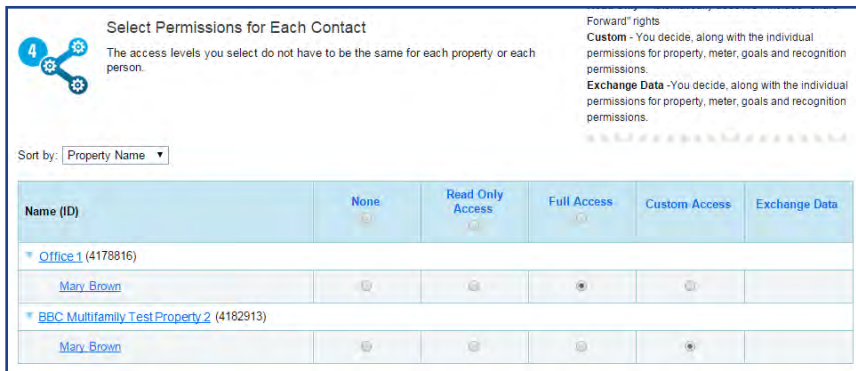 4
Select Permissions for Each Contact
The access levels you select do not have to be the same for each property or each
person.
Forward" rights
Custom - You decide, along with the individual
permissions for property, meter, goals and recognition
permissions.
Exchange Data -You decide, along with the individual
permissions for property, meter, goals and recognition
permissions.
Sort by: Property Name
Name (ID) None Read Only Access Full Access Custom Access Exchange Data
Office 1 (4178816)
Mary Brown
BBC Multifamily Test Property 2 (4182913)
Mary Brown